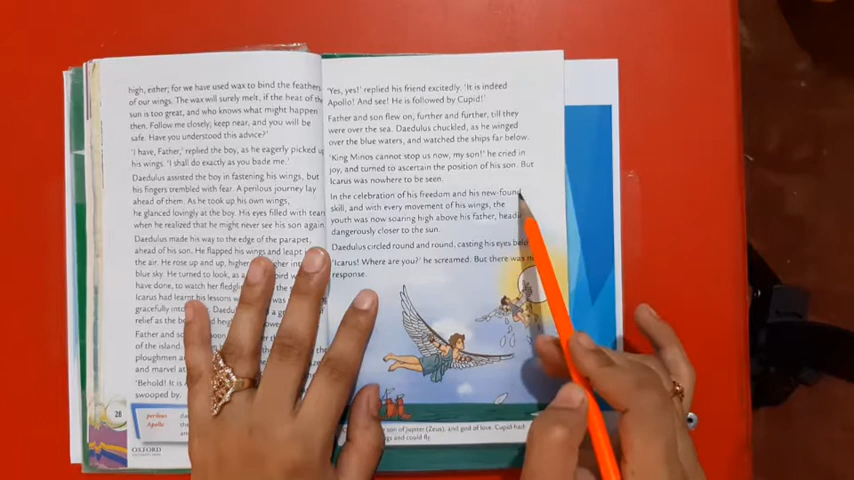 high, either; for we have used wax to bind the feathers
of our wings. The wax will surely melt, if the heat of the
sun is too great, and who knows what might happen
then. Follow me closely; keep near, and you will be
safe. Have you understood this advice?'
'I have, Father,' replied the boy, as he eagerly picked up
his wings. 'I shall do exactly as you bade me.'
Daedalus assisted the boy in fastening his wings, but
his fingers trembled with fear. A perilous journey lay
ahead of them. As he took up his own wings,
he glanced lovingly at the boy. His eyes filled with tears
when he realized that he might never see his son again.
Daedalus made his way to the edge of the parapet,
ahead of his son. He flapped his wings and leapt
the air. He rose up and up, higher
blue sky. He turned to look, as a
have done, to watch her fledgl
Icarus had learnt his lessons
gracefully into
relief as the
Father and son soon
of the island.
ploughmen
and marvel
'Behold! It is
swooped by.
28
perilous
Apollo
OXFORD
'Yes, yes!' replied his friend excitedly. 'It is indeed
Apollo! And see! He is followed by Cupid!'
Father and son flew on, further and further, till they
were over the sea. Daedalus chuckled, as he winged
over the blue waters, and watched the ships far below.
'King Minos cannot stop us now, my son!' he cried in
joy, and turned to ascertain the position of his son. But
Icarus was nowhere to be seen.
In the celebration of his freedom and his new-found
skill, and with every movement of his wings, the
youth was now soaring high above his father, head
dangerously closer to the sun.
Daedalus circled round and round, casting his eyes bel
'Icarus! Where are you?' he screamed. But there was
response.
son of Jupiter (Zeus), and god of love. Cupid had
gs and could fly.